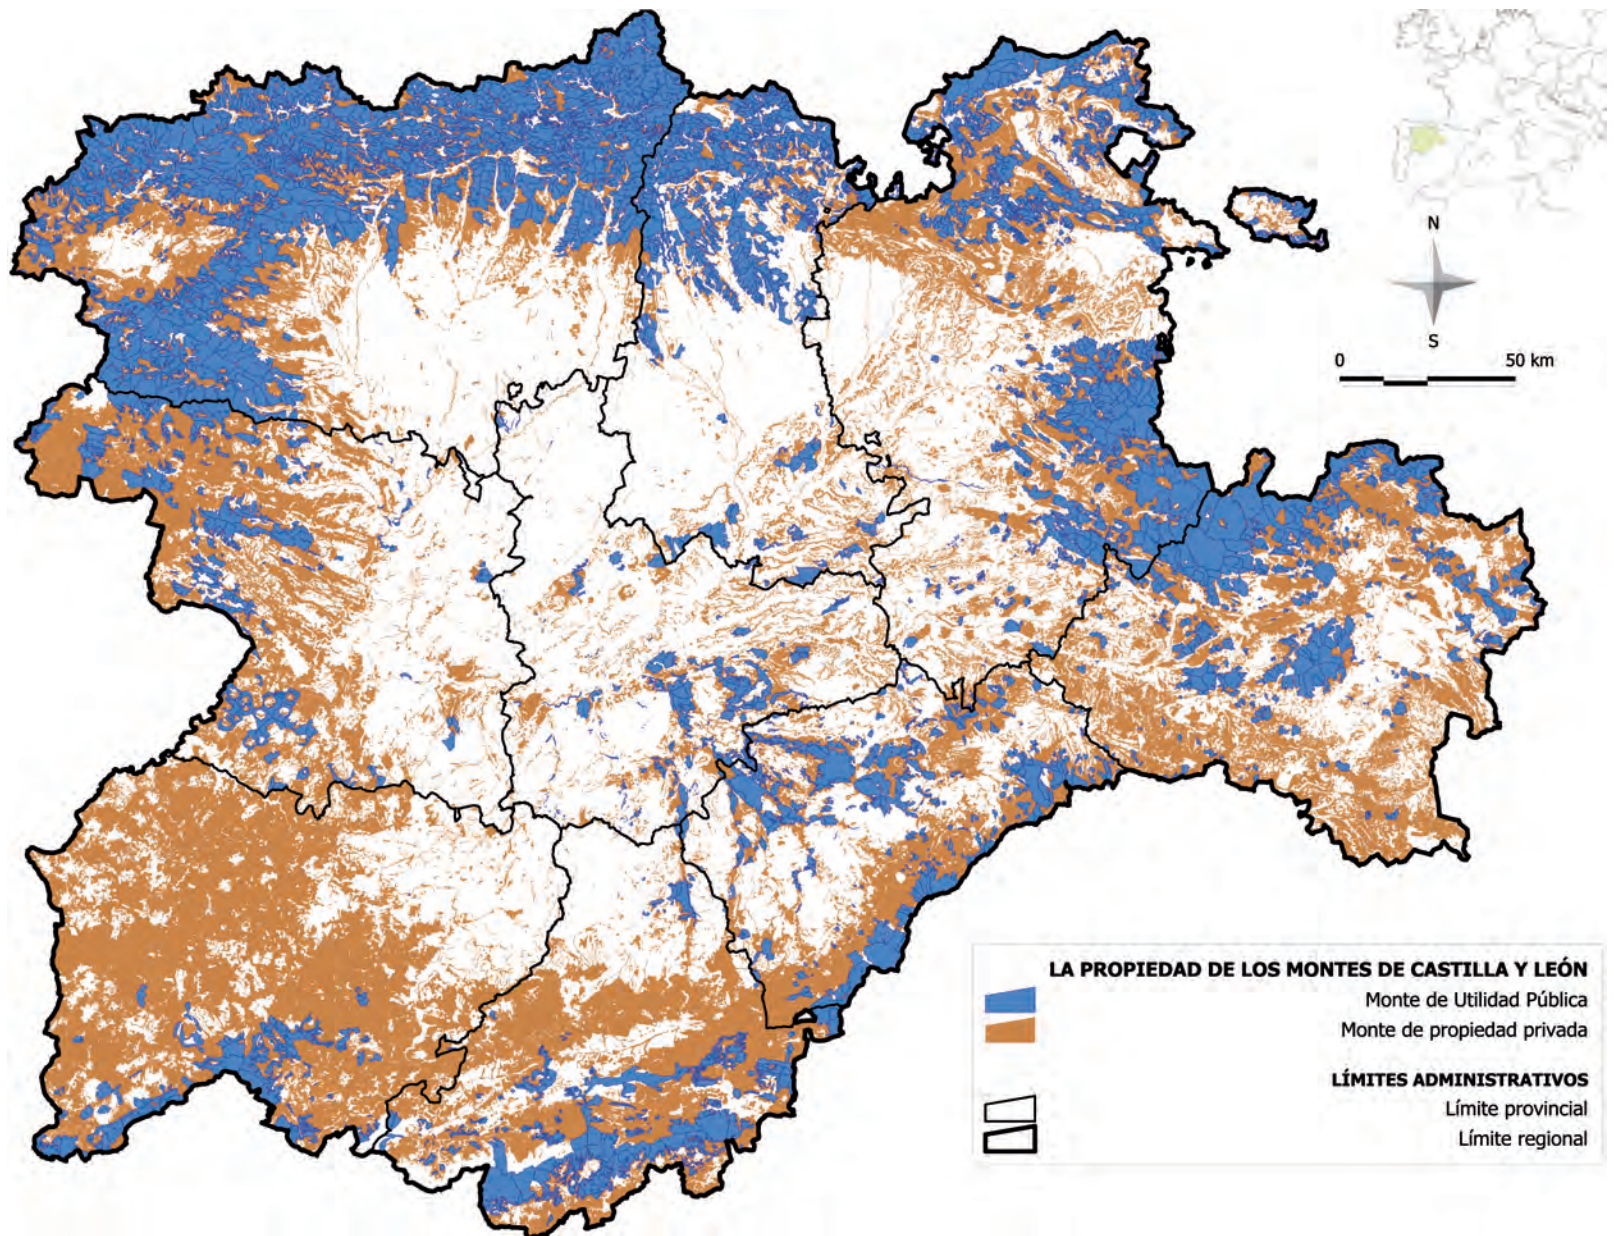 N
S
0 50 km
LA PROPIEDAD DE LOS MONTES DE CASTILLA Y LEÓN
Monte de Utilidad Pública
Monte de propiedad privada
LÍMITES ADMINISTRATIVOS
Límite provincial
Límite regional